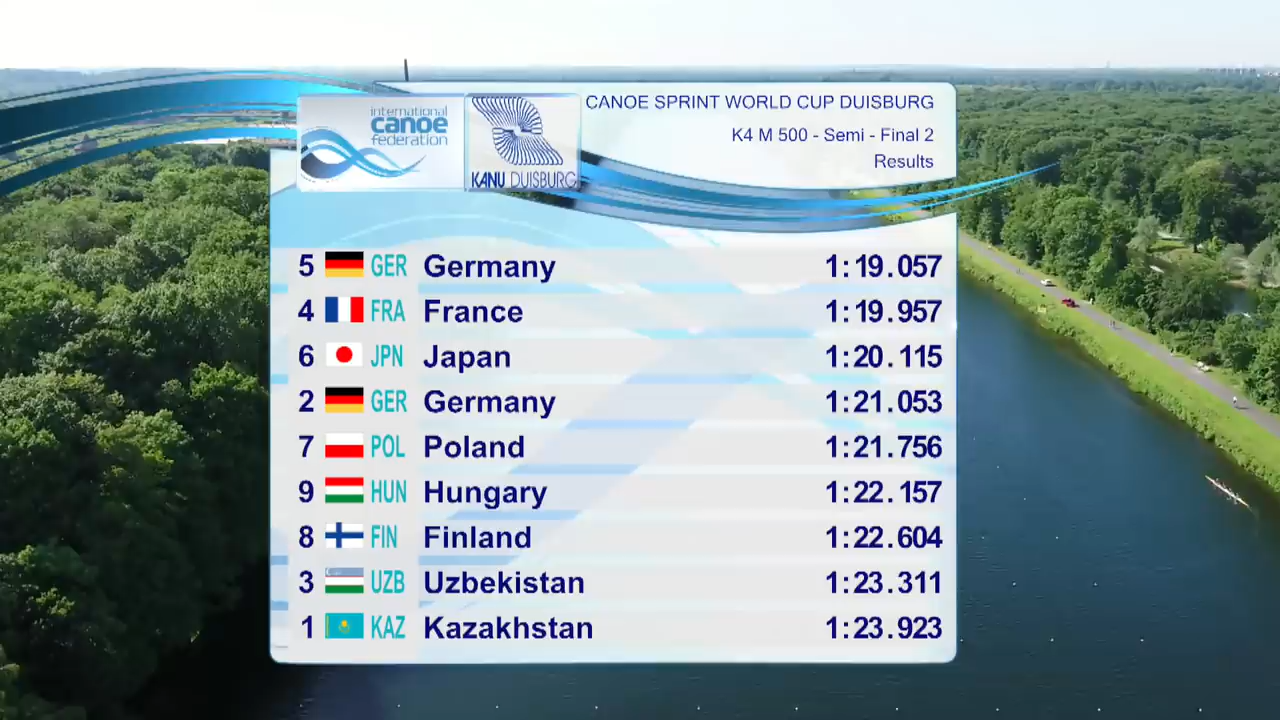 international
canoe
federation
KANU DUISBURG
CANOE SPRINT WORLD CUP DUISBURG
K4 M 500 - Semi - Final 2
Results
5 GER Germany 1:19.057
4 FRA France 1:19.957
6 JPN Japan 1:20.115
2 GER Germany 1:21.053
7 POL Poland 1:21.756
9 HUN Hungary 1:22.157
8 FIN Finland 1:22.604
3 UZB Uzbekistan 1:23.311
1 KAZ Kazakhstan 1:23.923